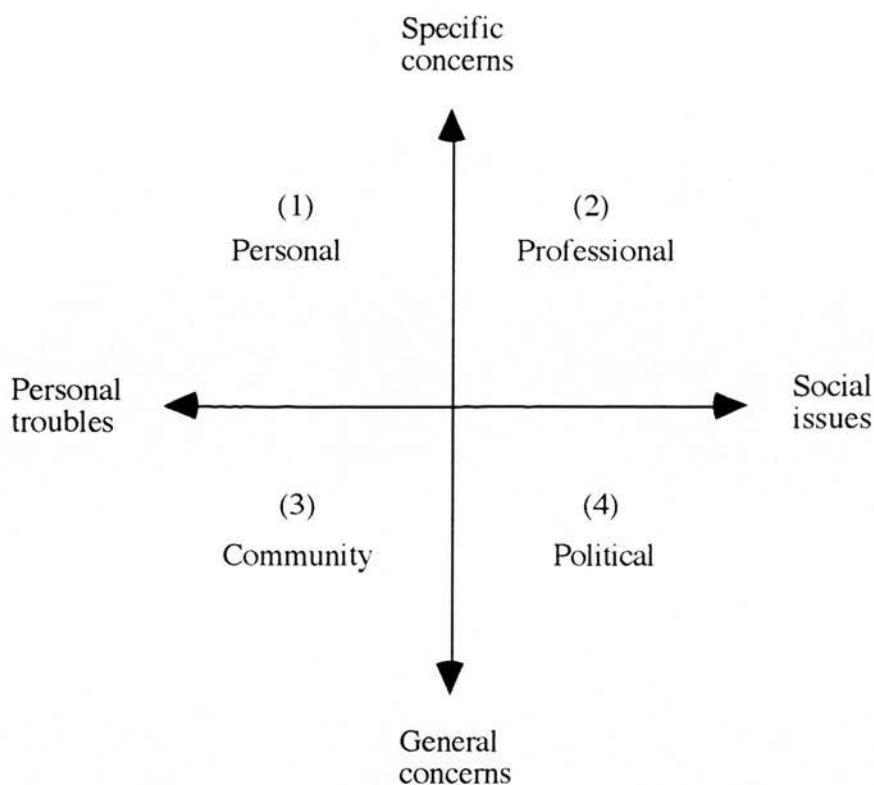 Specific
concerns
(1)
(2)
Personal
Professional
Personal
troubles
Social
issues
(3)
(4)
Community
Political
General
concerns